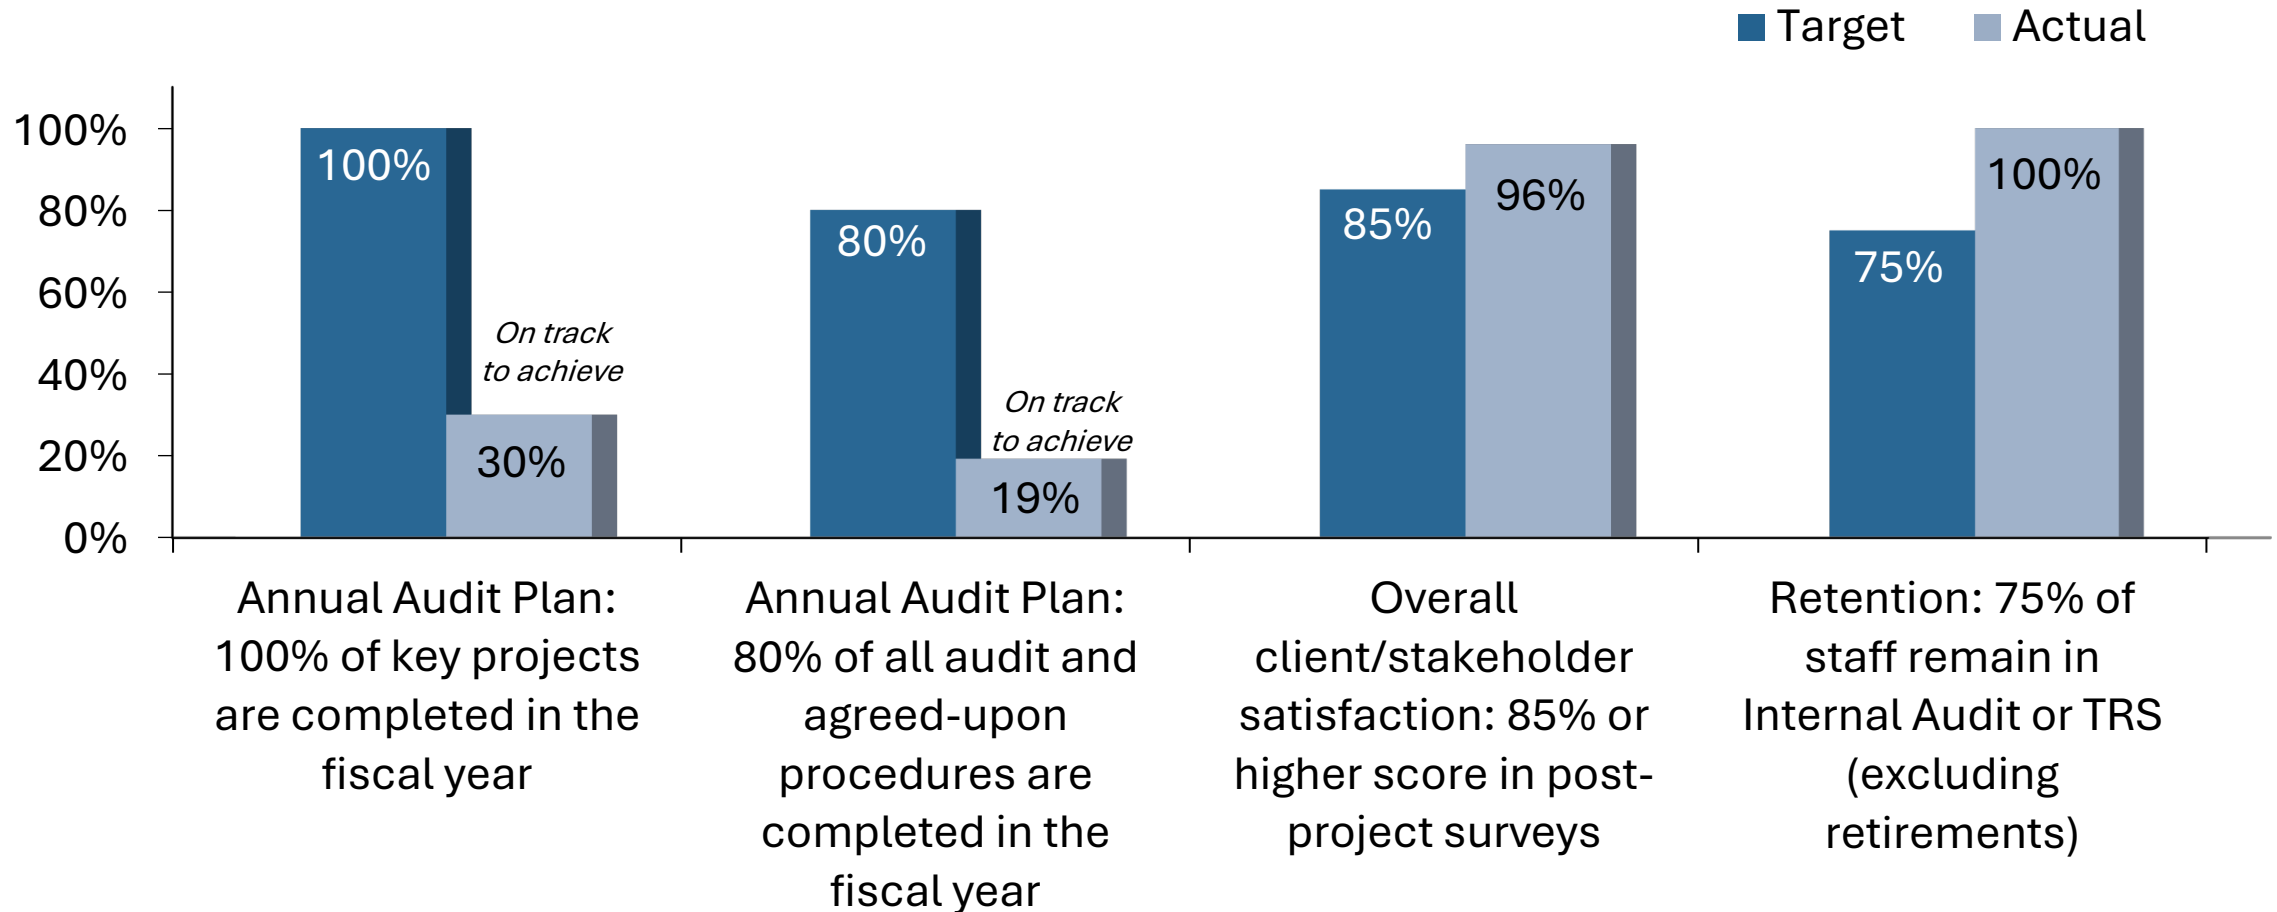 Target Actual
100%
80%
60%
40%
20%
0%
100%
30%
On track
to achieve
80%
19%
On track
to achieve
85%
96%
75%
100%
Annual Audit Plan:
100% of key projects
are completed in the
fiscal year
Annual Audit Plan:
80% of all audit and
agreed-upon
procedures are
completed in the
fiscal year
Overall
client/stakeholder
satisfaction: 85% or
higher score in post-
project surveys
Retention: 75% of
staff remain in
Internal Audit or TRS
(excluding
retirements)